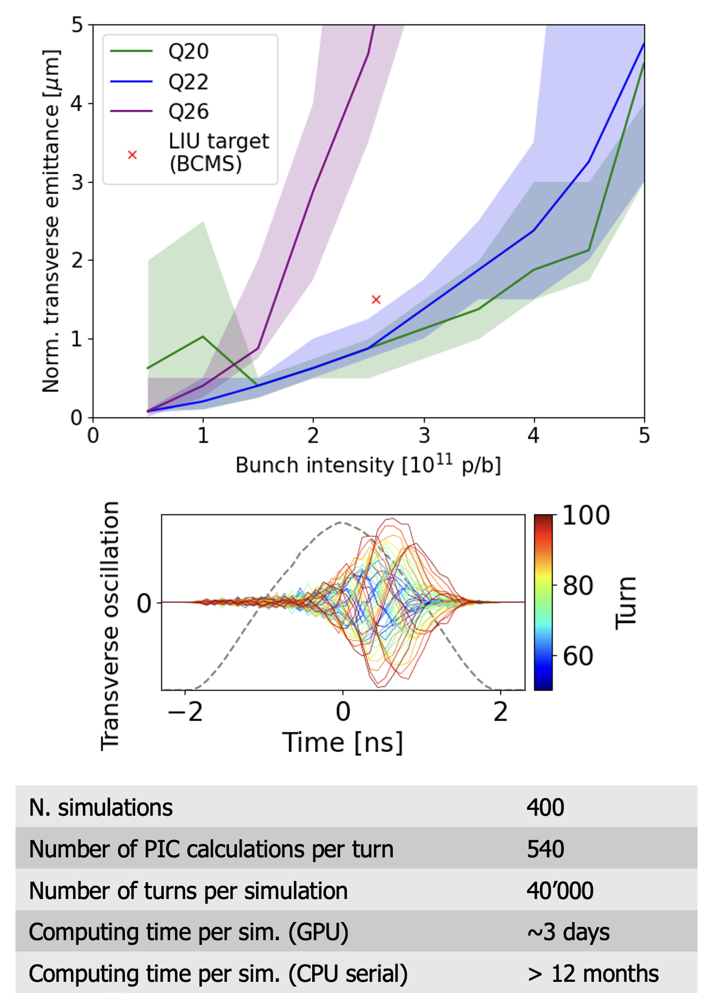 5
4
3
2
1
0
Norm. transverse emittance [μm]
Q20
Q22
Q26
LIU target
(BCMS)
0 1 2 3 4 5
Bunch intensity [10¹¹ p/b]
Transverse oscillation
0
−2 0 2
Time [ns]
100
80
60
Turn
N. simulations 400
Number of PIC calculations per turn 540
Number of turns per simulation 40’000
Computing time per sim. (GPU) ~3 days
Computing time per sim. (CPU serial) > 12 months